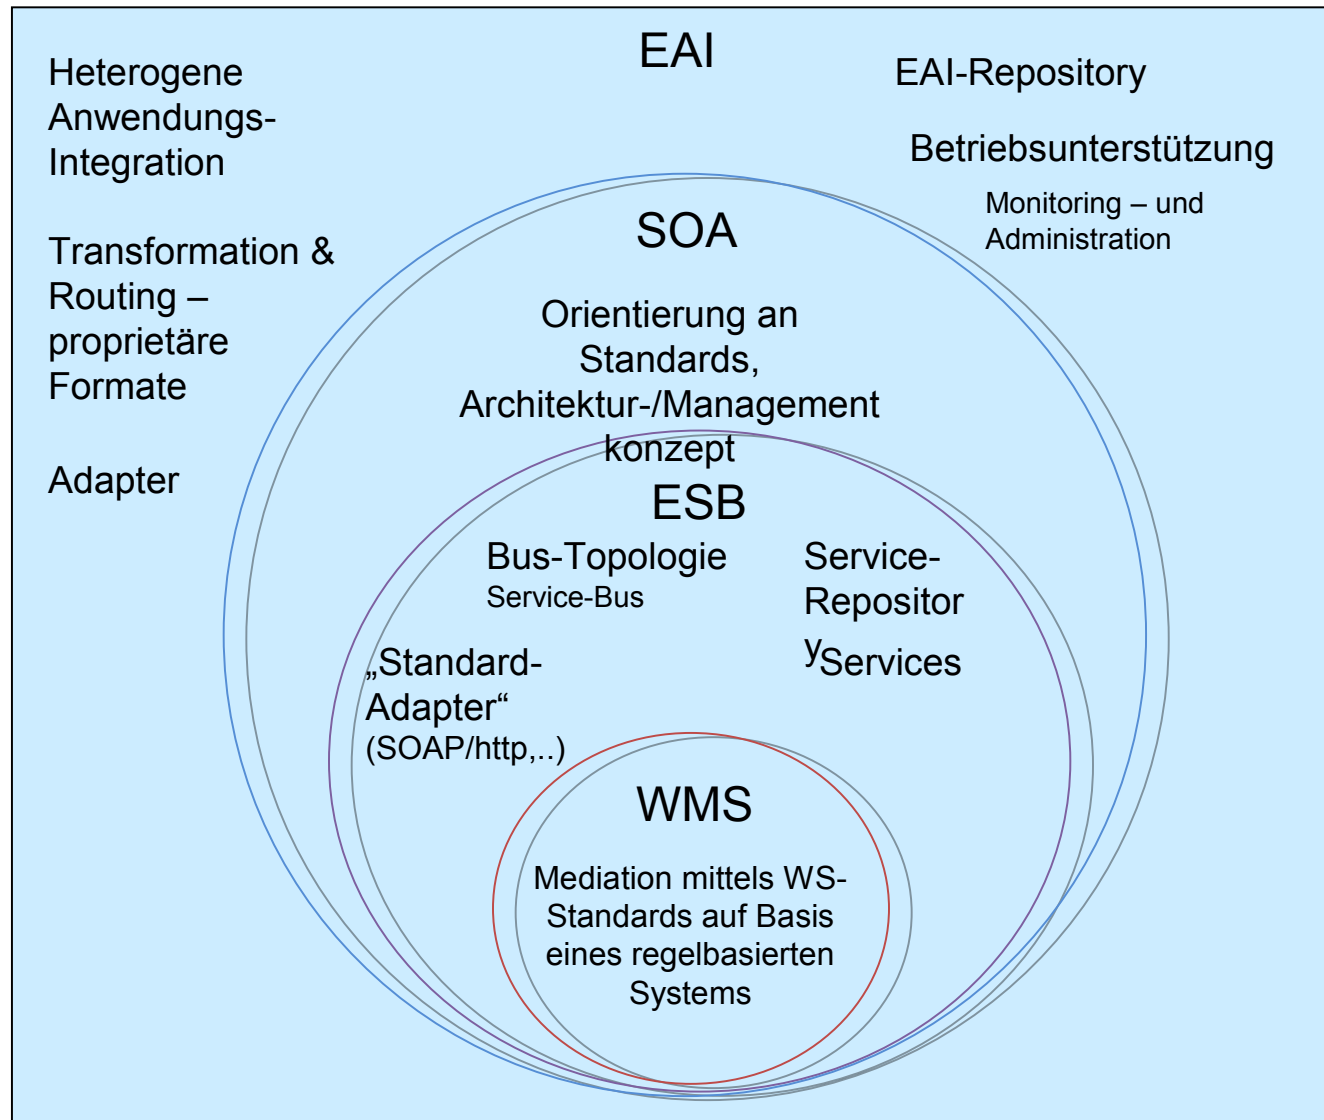 EAI
Heterogene
Anwendungs-
Integration
EAI-Repository
Betriebsunterstützung
Monitoring – und
Administration
Transformation &
Routing –
proprietäre
Formate
Adapter
SOA
Orientierung an
Standards,
Architektur-/Management
konzept
ESB
Bus-Topologie
Service-Bus
Service-
Repositor
y
Services
„Standard-
Adapter“
(SOAP/http,..)
WMS
Mediation mittels WS-
Standards auf Basis
eines regelbasierten
Systems